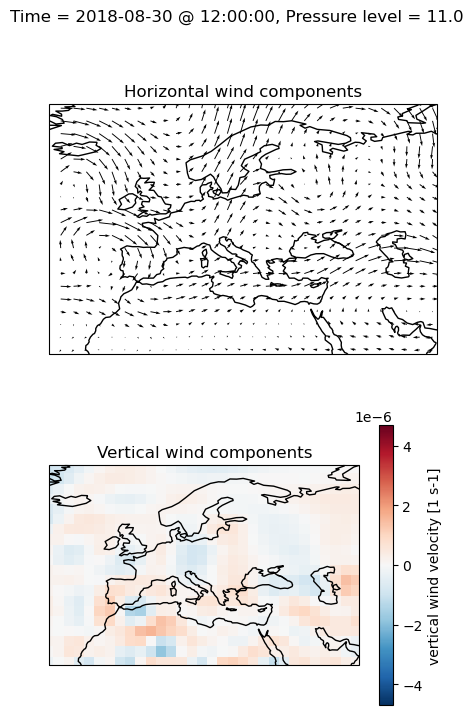 Time = 2018-08-30 @ 12:00:00, Pressure level = 11.0
Horizontal wind components
1e−6
Vertical wind components
4
2
0
−2
−4
vertical wind velocity [1 s-1]